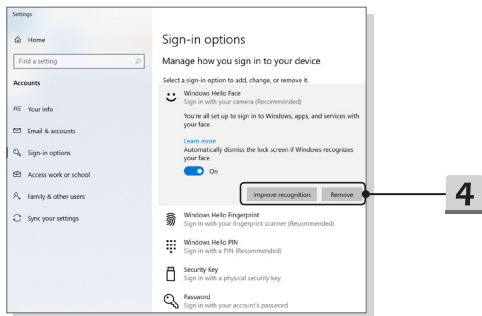 Settings
Home
Find a setting
Accounts
Your info
Email & accounts
Sign-in options
Access work or school
Family & other users
Sync your settings
Sign-in options
Manage how you sign in to your device
Select a sign-in option to add, change, or remove it.
Windows Hello Face
Sign in with your camera (Recommended)
You're all set up to sign in to Windows, apps, and services with
your face.
Learn more
Automatically dismiss the lock screen if Windows recognizes
your face.
On
Improve recognition
Remove
4
Windows Hello Fingerprint
Sign in with your fingerprint scanner (Recommended)
Windows Hello PIN
Sign in with a PIN (Recommended)
Security Key
Sign in with a physical security key
Password
Sign in with your account's password